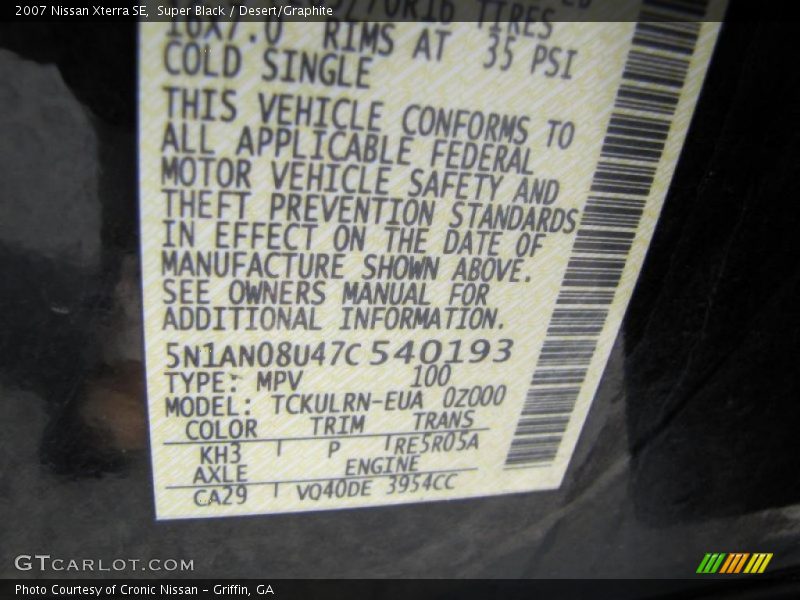 2007 Nissan Xterra SE, Super Black / Desert/Graphite
TIRES
16X7.0 RIMS AT 35 PSI
COLD SINGLE
THIS VEHICLE CONFORMS TO
ALL APPLICABLE FEDERAL
MOTOR VEHICLE SAFETY AND
THEFT PREVENTION STANDARDS
IN EFFECT ON THE DATE OF
MANUFACTURE SHOWN ABOVE.
SEE OWNERS MANUAL FOR
ADDITIONAL INFORMATION.
5N1AN08U47C540193
TYPE: MPV 100
MODEL: TCKULRN-EUA 0Z000
COLOR TRIM TRANS
KH3 P RE5R05A
AXLE ENGINE
CA29 VQ40DE 3954CC
GTCARLOT.COM
Photo Courtesy of Cronic Nissan - Griffin, GA